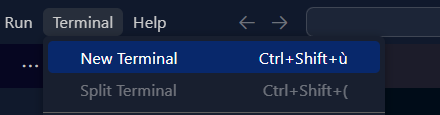 Run Terminal Help
New Terminal Ctrl+Shift+ù
Split Terminal Ctrl+Shift+(